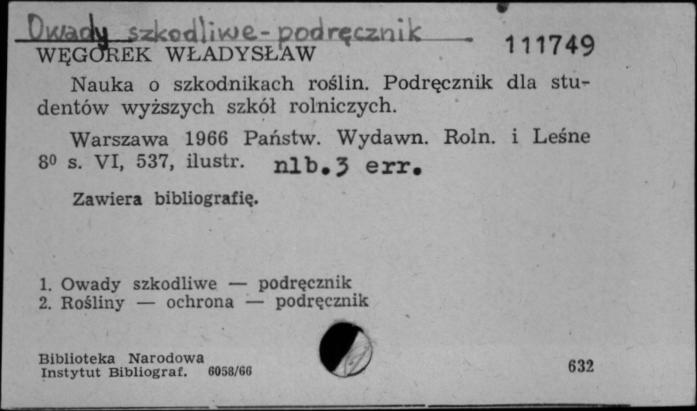 Owady szkodliwe - podręcznik
111749
WĘGOREK WŁADYSŁAW
Nauka o szkodnikach roślin. Podręcznik dla stu-
dentów wyższych szkół rolniczych.
Warszawa 1966 Państw. Wydawn. Roln. i Leśne
8º s. VI, 537, ilustr. nlb.3 err.
Zawiera bibliografię.
1. Owady szkodliwe — podręcznik
2. Rośliny — ochrona — podręcznik
Biblioteka Narodowa
Instytut Bibliograf. 6058/66
632